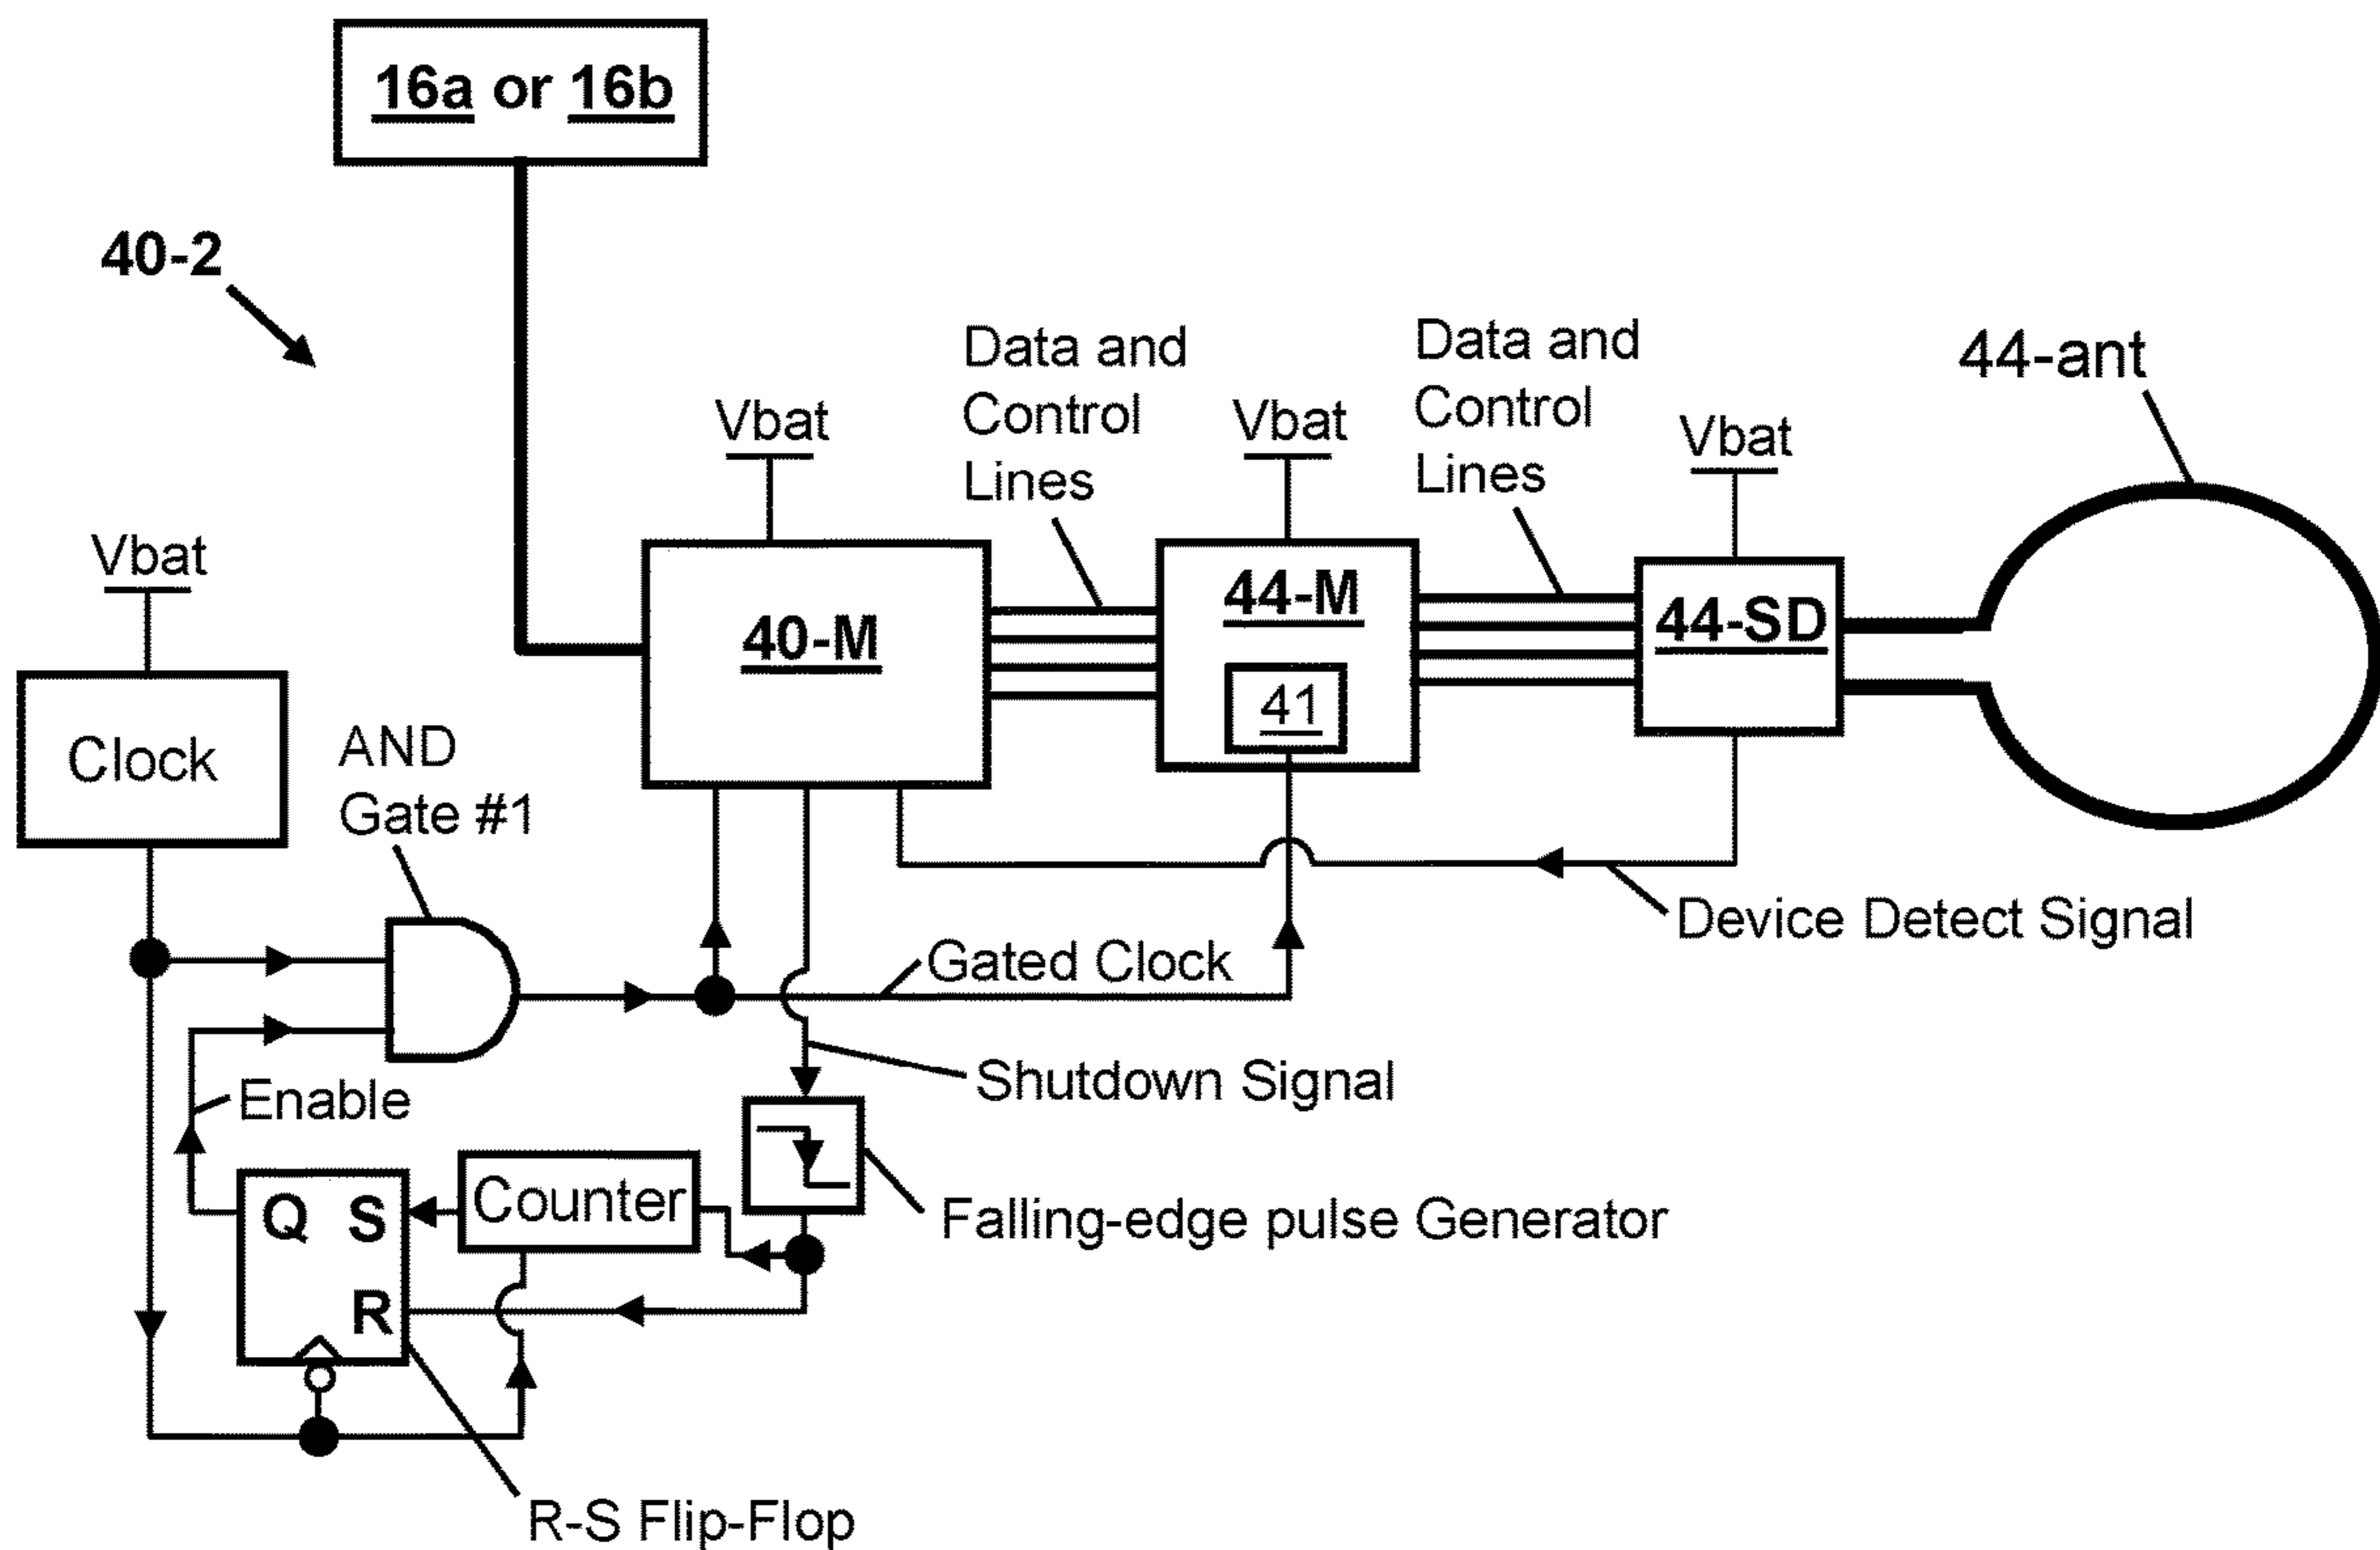 16a or 16b
40-2
Data and
Control
Lines
Data and
Control
Lines
44-ant
Vbat
Vbat
Vbat
Vbat
40-M
44-M
44-SD
41
Clock
AND
Gate #1
Device Detect Signal
Gated Clock
Shutdown Signal
Enable
Q
S
Counter
R
Falling-edge pulse Generator
R-S Flip-Flop